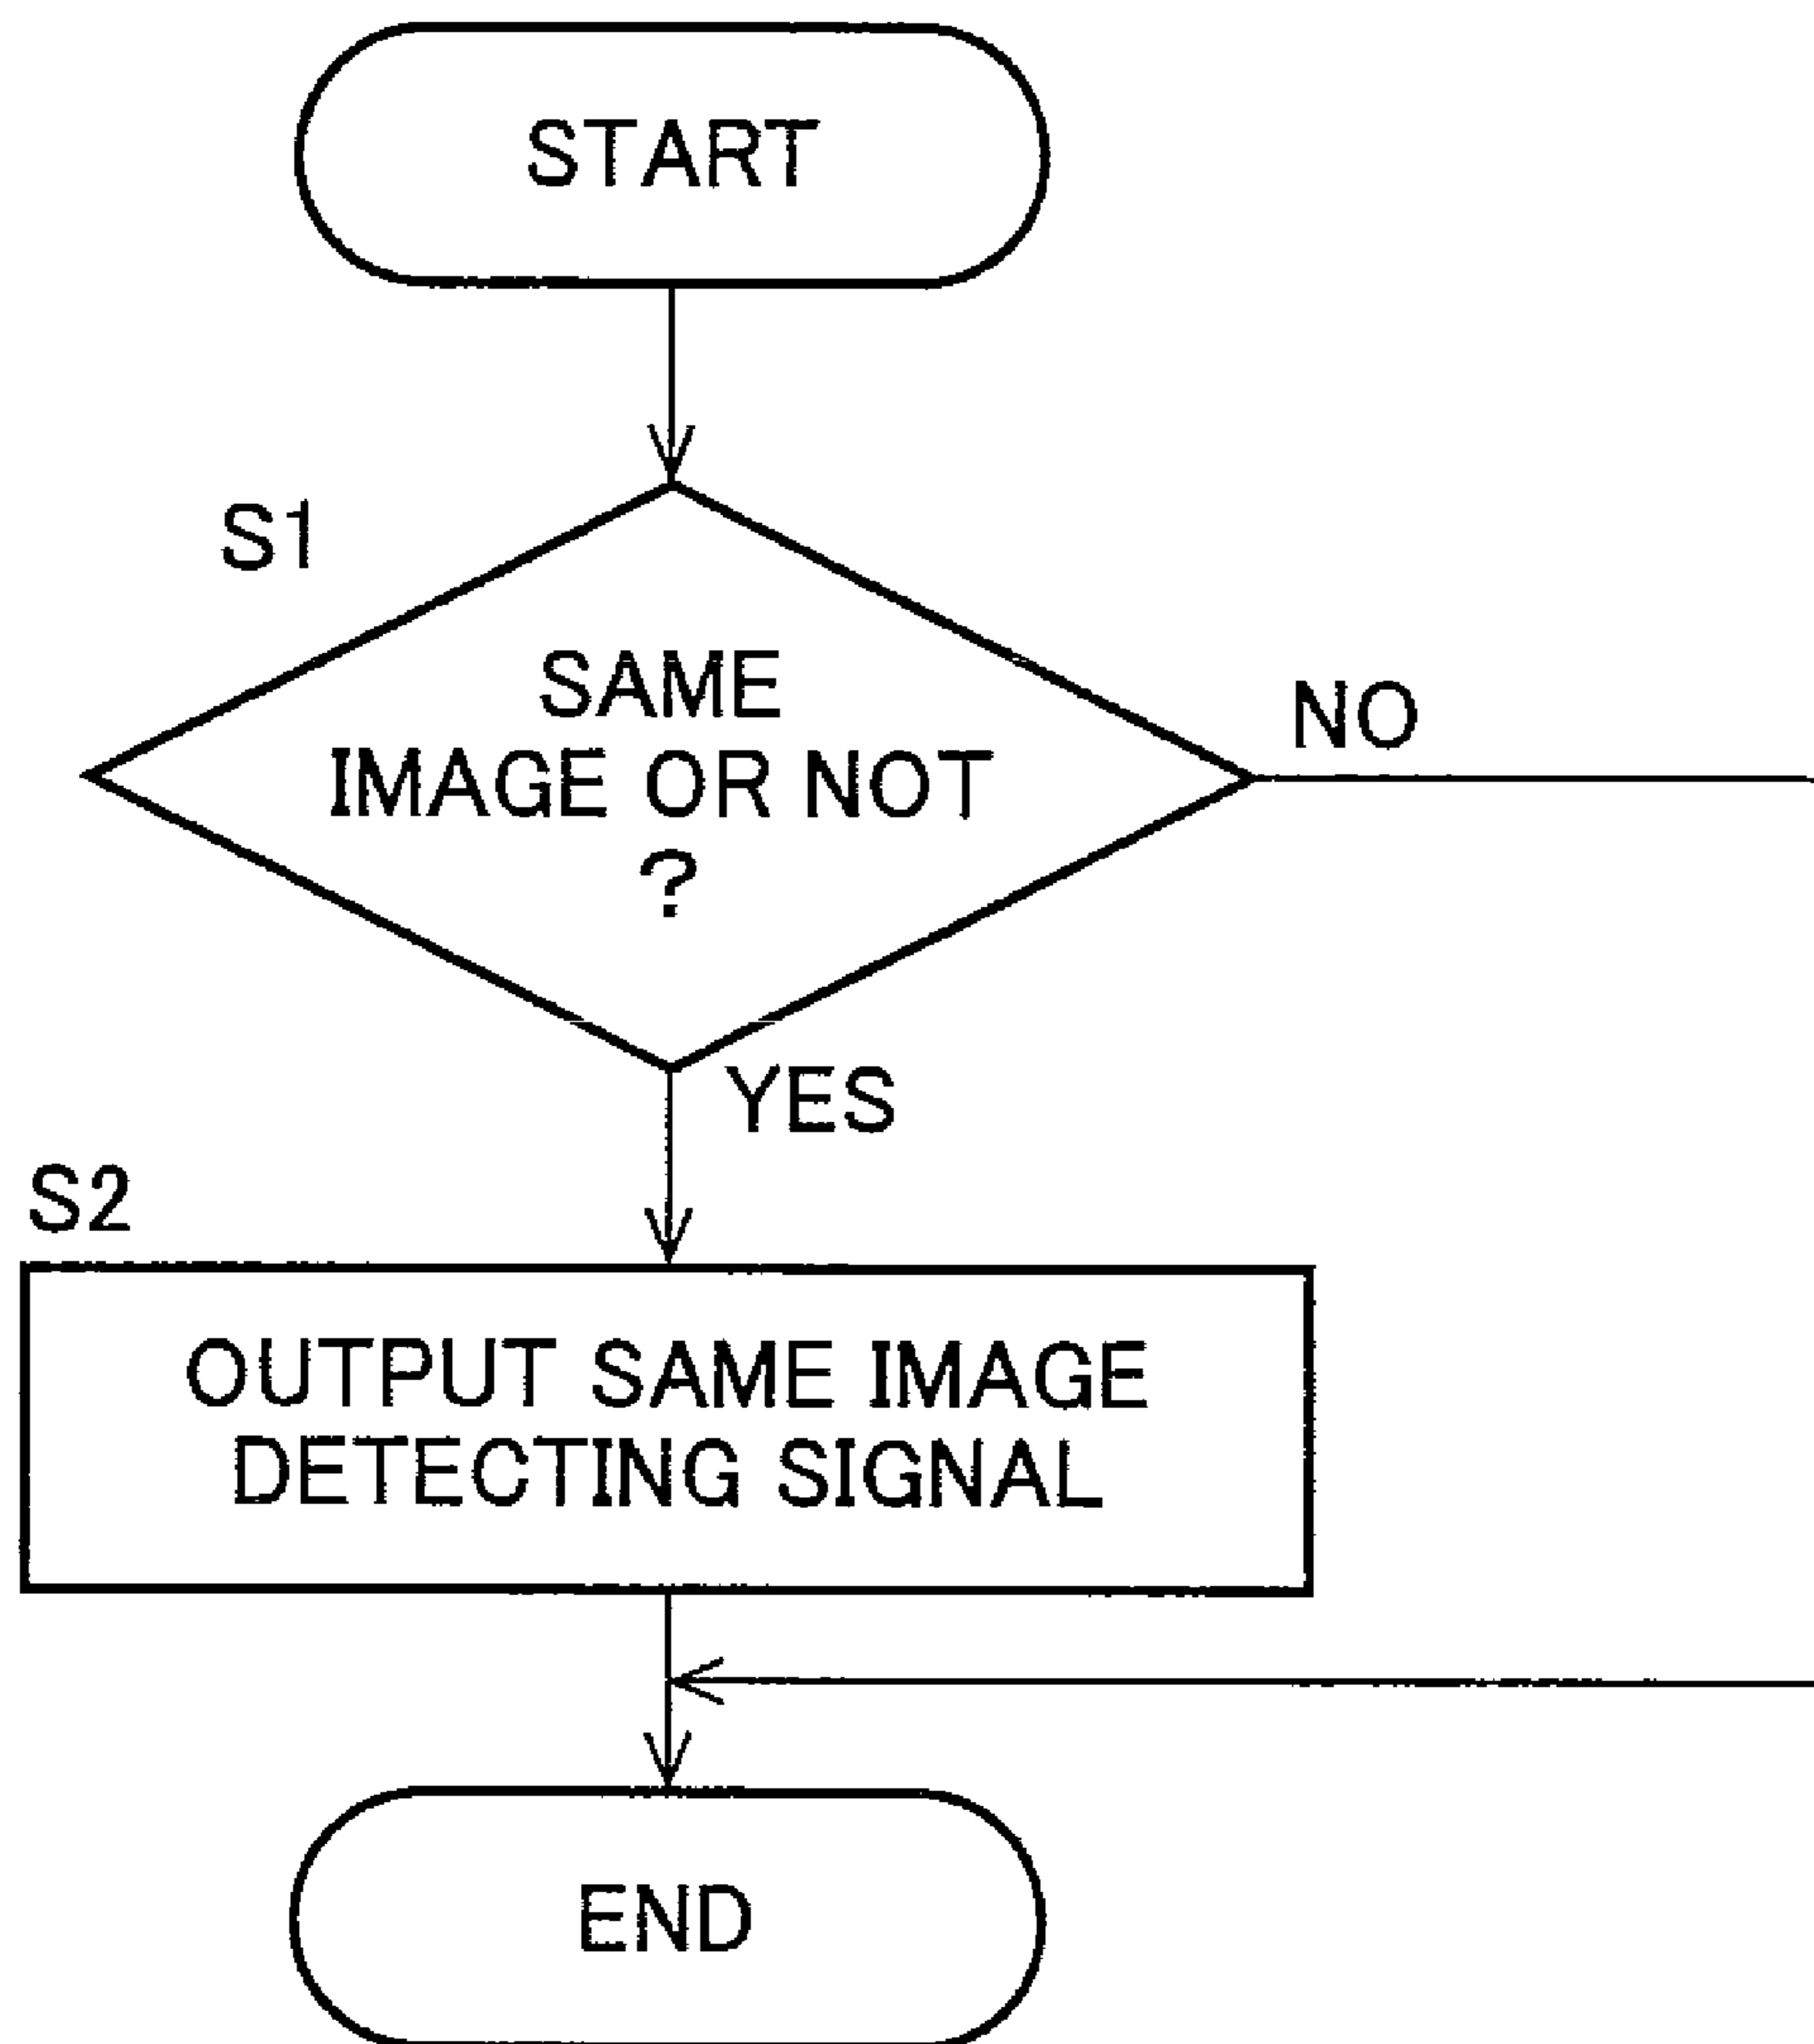 START
S1
SAME
IMAGE OR NOT
?
NO
YES
S2
OUTPUT SAME IMAGE
DETECTING SIGNAL
END